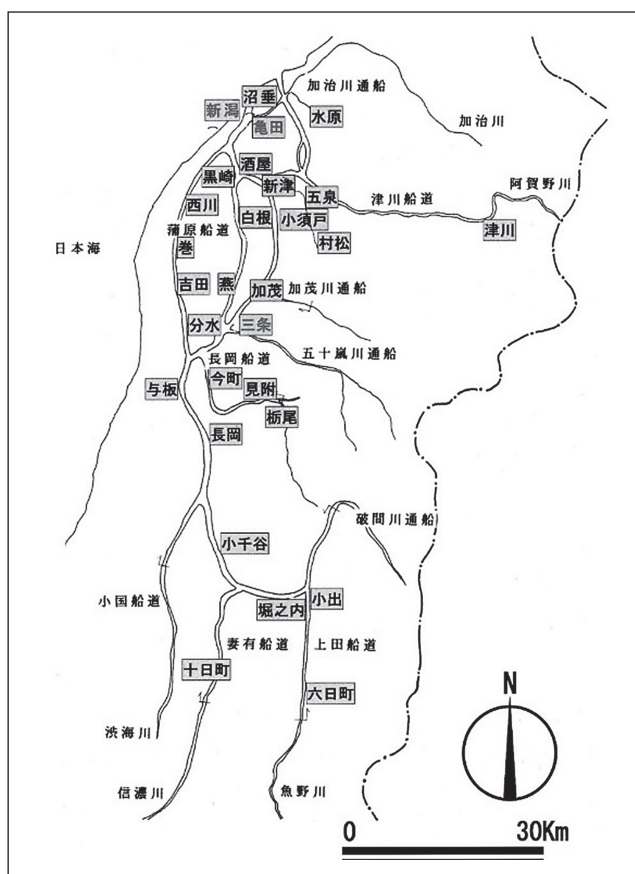 加治川通船
沼垂
新潟
亀田
水原
加治川
酒屋
黒崎
新津
五泉
阿賀野川
津川船道
西川
白根
小須戸
津川
蒲原船道
村松
日本海
巻
吉田
燕
加茂
加茂川通船
分水
三条
五十嵐川通船
長岡船道
今町
見附
与板
栃尾
長岡
破間川通船
小千谷
小国船道
堀之内
小出
妻有船道
上田船道
十日町
六日町
N
渋海川
信濃川
魚野川
0
30Km